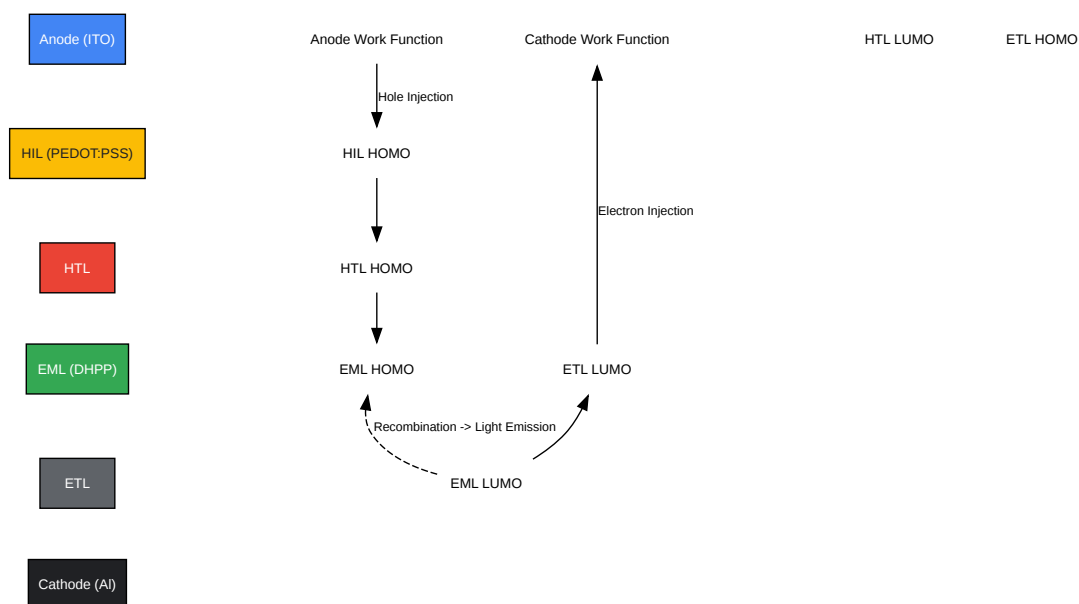 Anode (ITO)
Anode Work Function
Cathode Work Function
HTL LUMO
ETL HOMO
Hole Injection
HIL (PEDOT:PSS)
HIL HOMO
Electron Injection
HTL
HTL HOMO
EML (DHPP)
EML HOMO
ETL LUMO
Recombination -> Light Emission
ETL
EML LUMO
Cathode (Al)